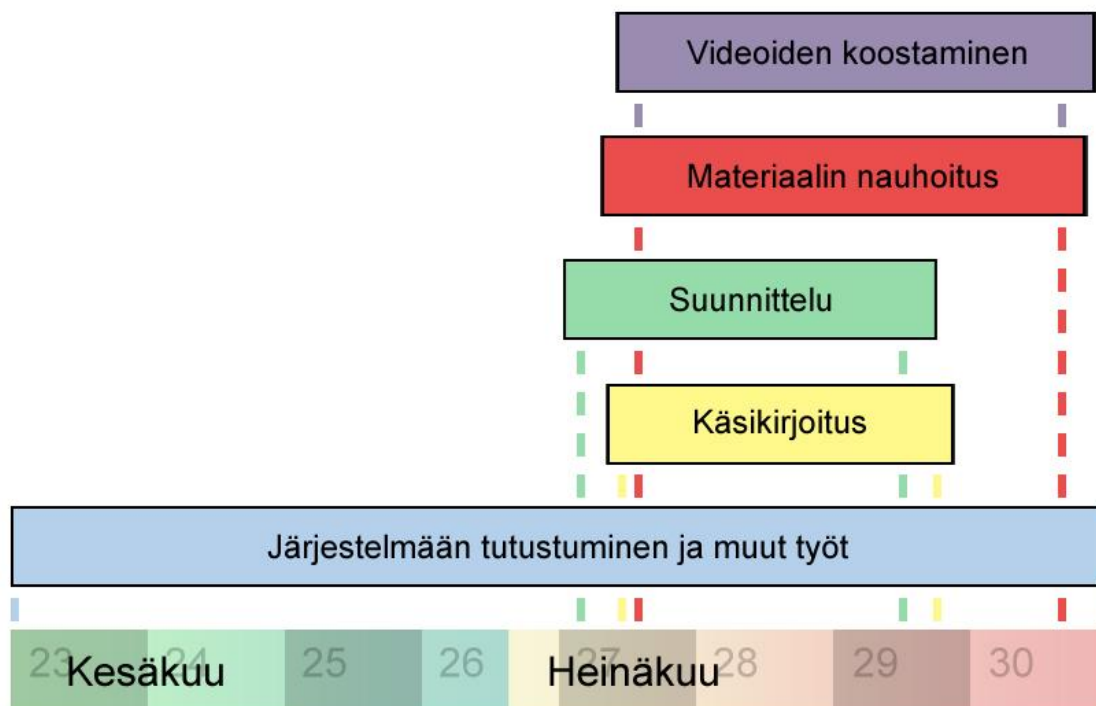 Videoiden koostaminen
Materiaalin nauhoitus
Suunnittelu
Käsikirjoitus
Järjestelmään tutustuminen ja muut työt
23 24 25 26 27 28 29 30
Kesäkuu Heinäkuu